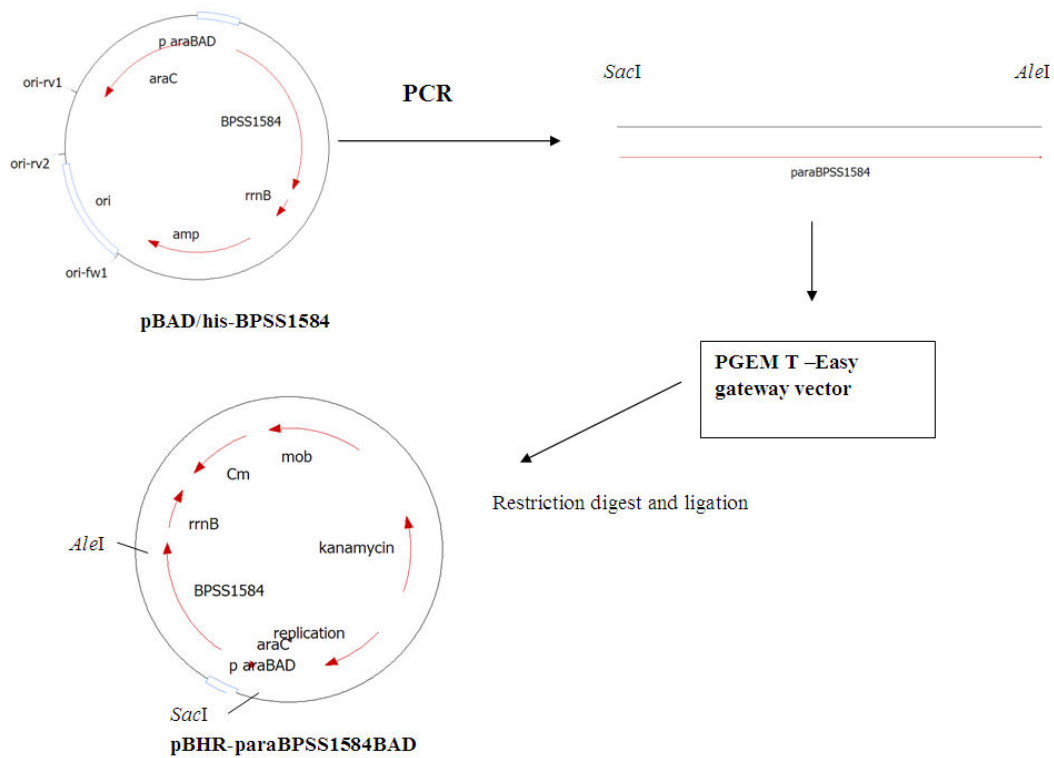 p araBAD
ori-rv1
araC
BPSS1584
ori-rv2
ori
rrnB
amp
ori-fw1
pBAD/his-BPSS1584
PCR
SacI
AleI
paraBPSS1584
PGEM T –Easy
gateway vector
Restriction digest and ligation
mob
Cm
rrnB
kanamycin
AleI
BPSS1584
replication
araC
p araBAD
SacI
pBHR-paraBPSS1584BAD